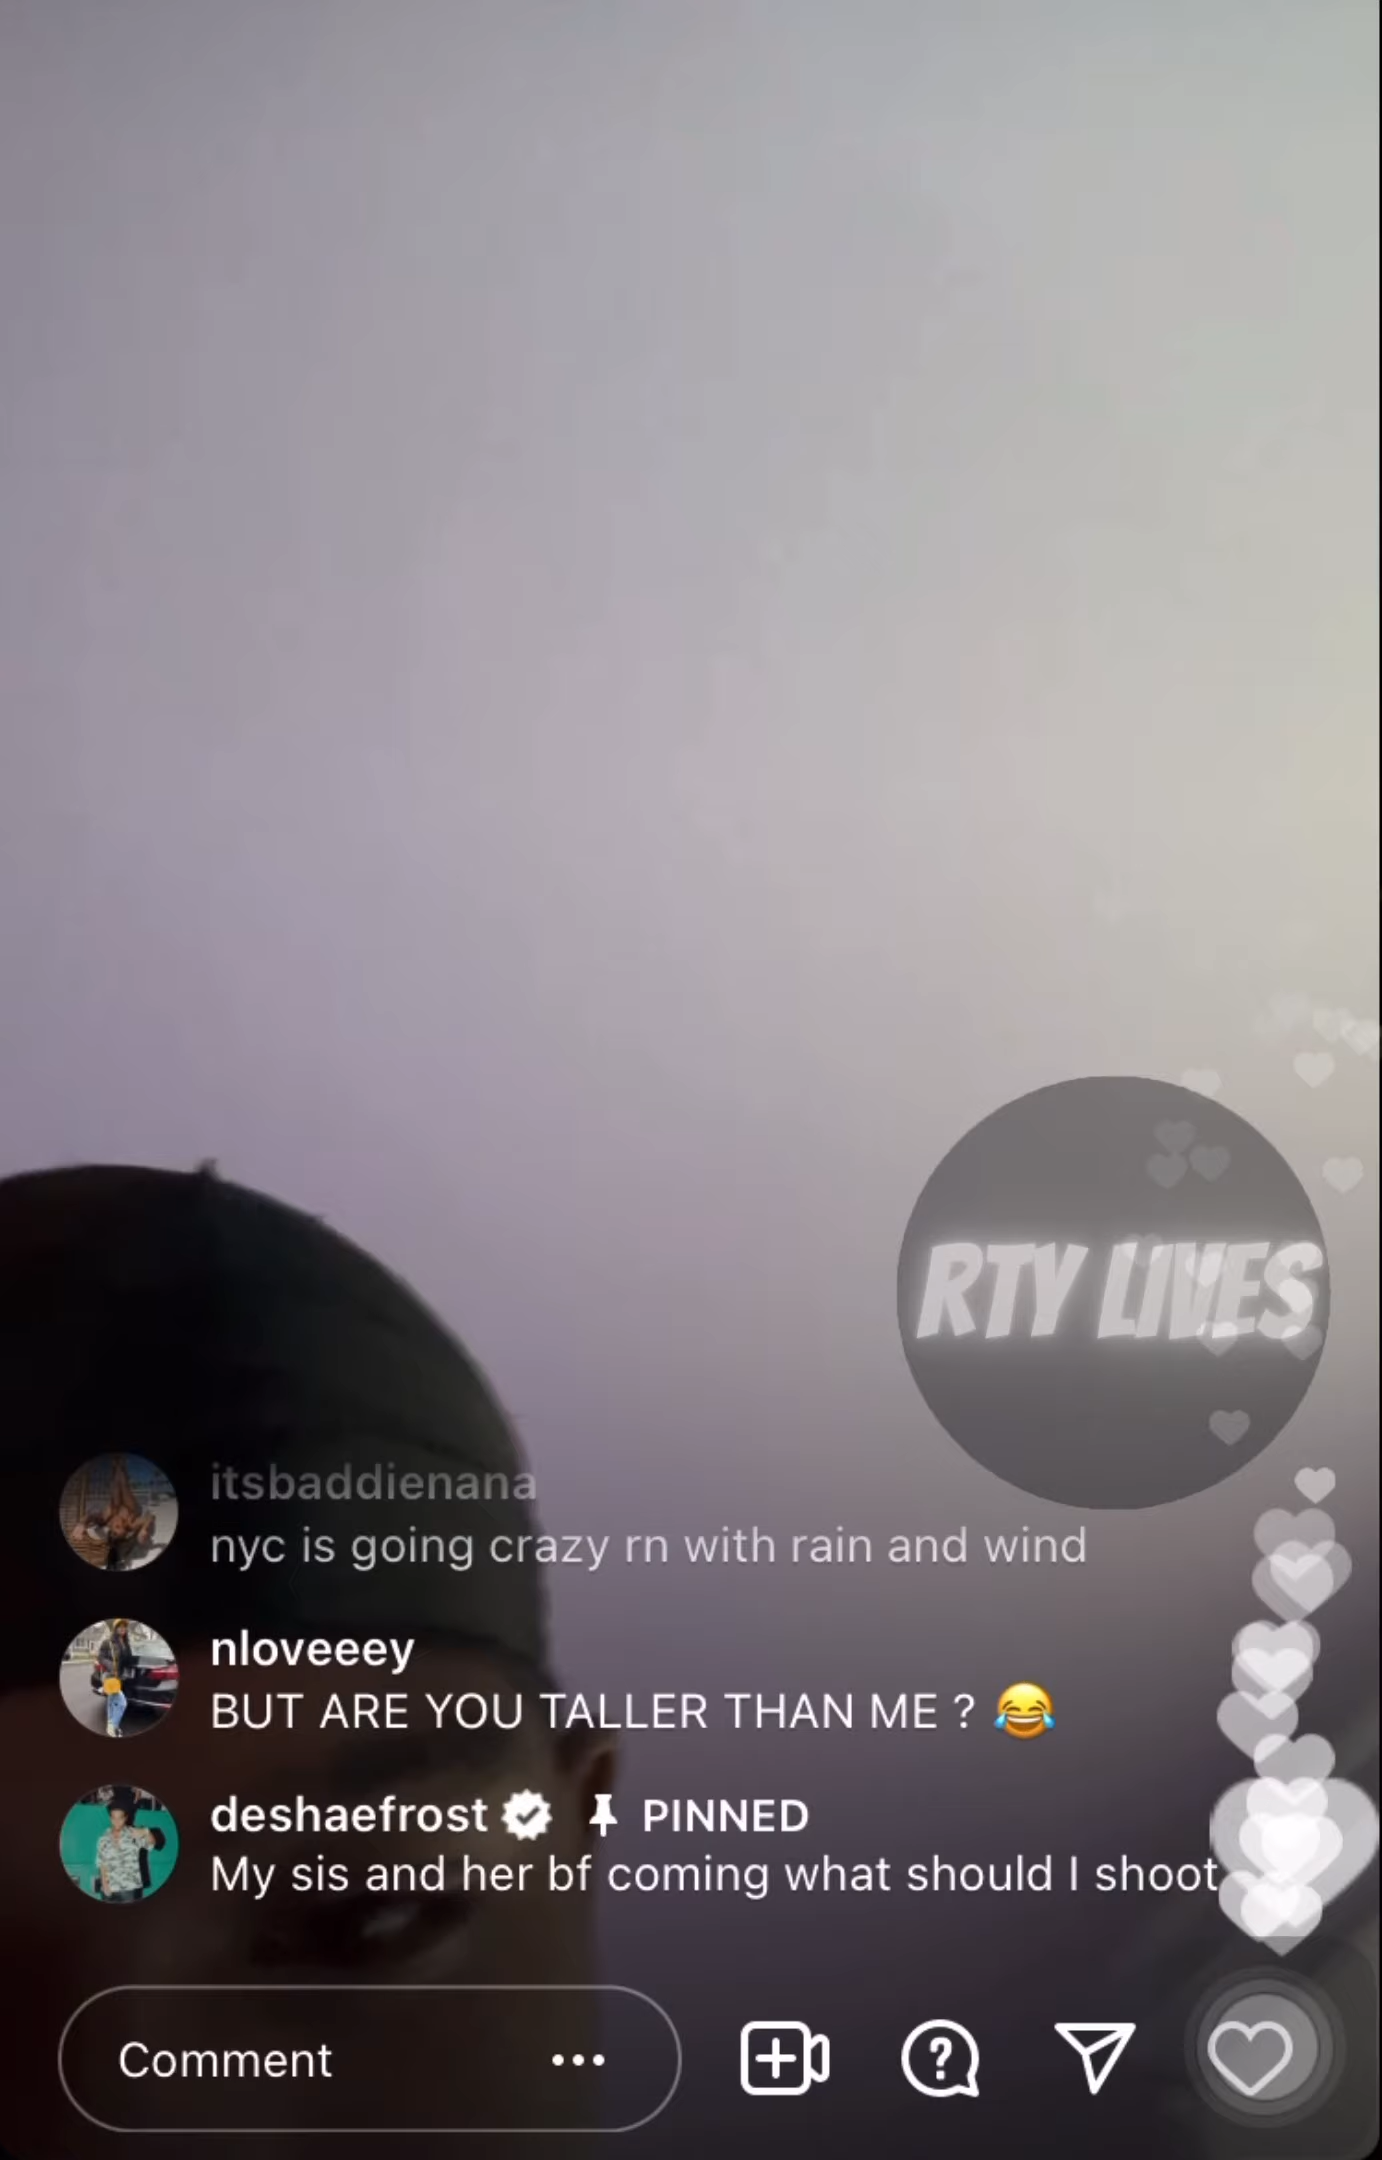 RTY LIVES
itsbaddienana
nyc is going crazy rn with rain and wind
nloveeey
BUT ARE YOU TALLER THAN ME ? 😂
deshaefrost PINNED
My sis and her bf coming what should I shoot
Comment